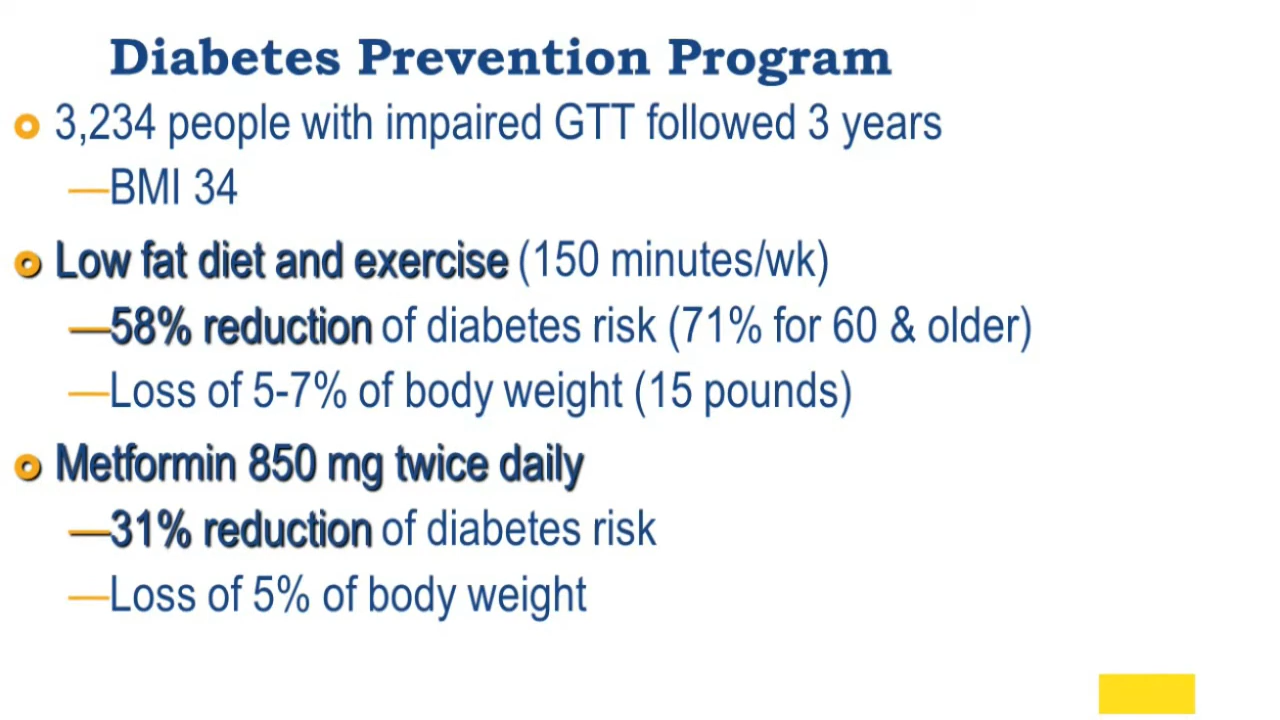 Diabetes Prevention Program
3,234 people with impaired GTT followed 3 years
—BMI 34
Low fat diet and exercise (150 minutes/wk)
—58% reduction of diabetes risk (71% for 60 & older)
—Loss of 5-7% of body weight (15 pounds)
Metformin 850 mg twice daily
—31% reduction of diabetes risk
—Loss of 5% of body weight